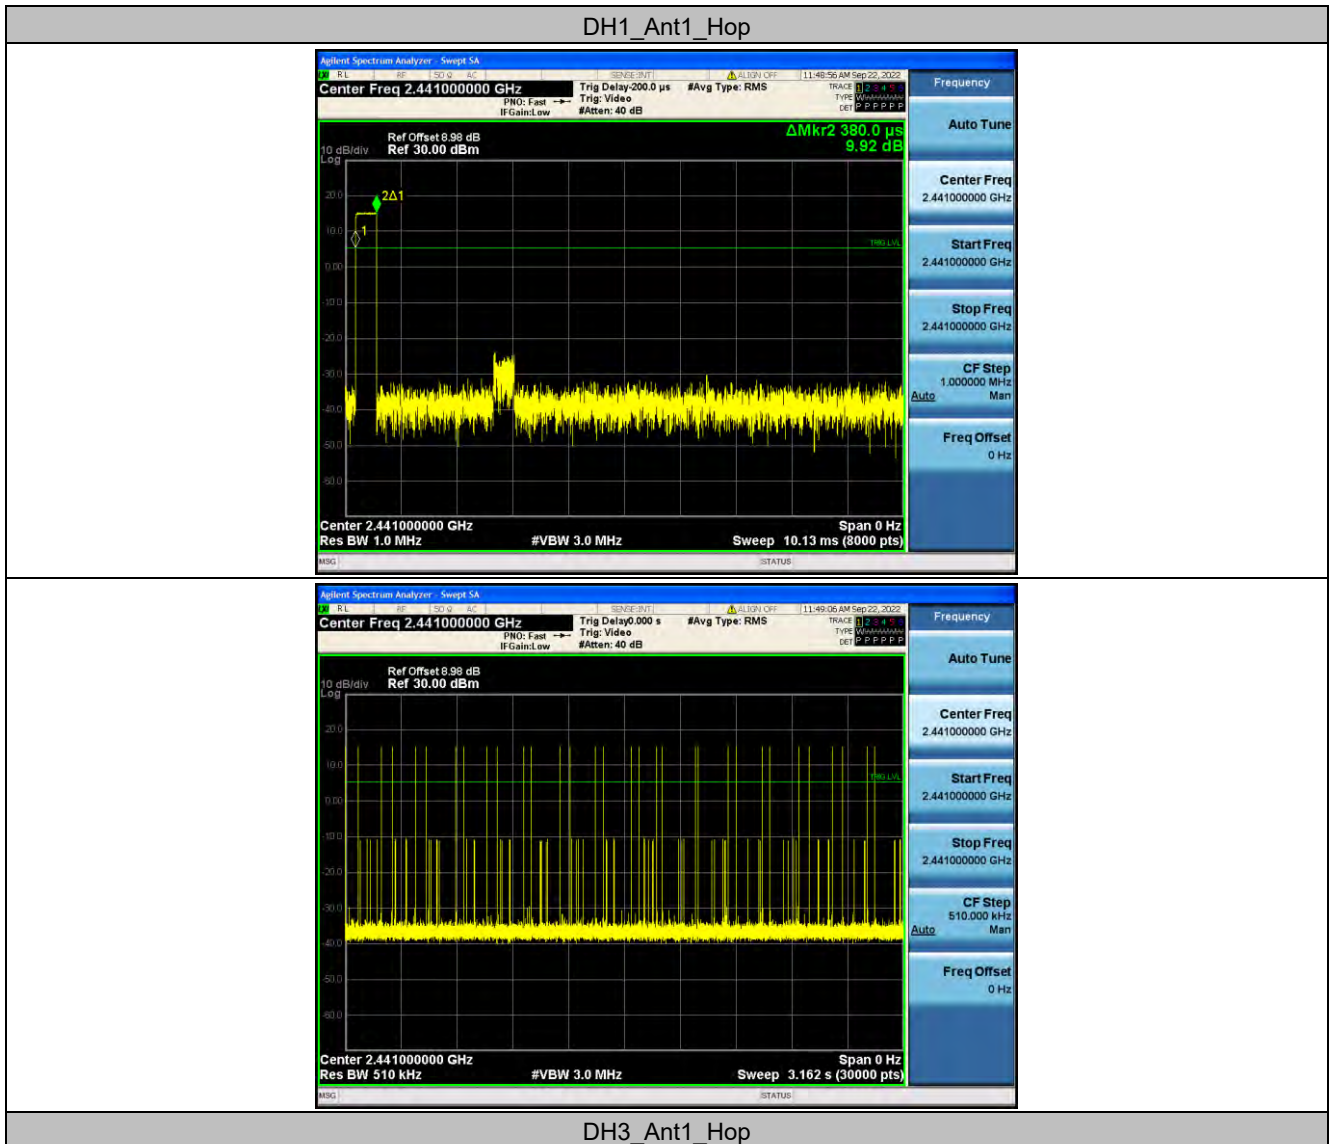 DH1_Ant1_Hop
Agilent Spectrum Analyzer - Swept SA
RL RF 50 Ω AC SENSE:INT ALIGN OFF 11:48:56 AM Sep 22, 2022
Center Freq 2.441000000 GHz
PNO: Fast
IFGain:Low
Trig Delay-200.0 µs
Trig: Video
#Atten: 40 dB
#Avg Type: RMS
TRACE 1 2 3 4 5 6
TYPE
DET P P P P P P
Ref Offset 8.98 dB
10 dB/div Ref 30.00 dBm
Log
ΔMkr2 380.0 µs
9.92 dB
20.0
10.0
0.00
-10.0
-20.0
-30.0
-40.0
-50.0
-60.0
2Δ1
1
TRIG LVL
Center 2.441000000 GHz Span 0 Hz
Res BW 1.0 MHz #VBW 3.0 MHz Sweep 10.13 ms (8000 pts)
MSG STATUS
Frequency
Auto Tune
Center Freq
2.441000000 GHz
Start Freq
2.441000000 GHz
Stop Freq
2.441000000 GHz
CF Step
1.000000 MHz
Auto Man
Freq Offset
0 Hz
Agilent Spectrum Analyzer - Swept SA
RL RF 50 Ω AC SENSE:INT ALIGN OFF 11:49:06 AM Sep 22, 2022
Center Freq 2.441000000 GHz
PNO: Fast
IFGain:Low
Trig Delay0.000 s
Trig: Video
#Atten: 40 dB
#Avg Type: RMS
TRACE 1 2 3 4 5 6
TYPE
DET P P P P P P
Ref Offset 8.98 dB
10 dB/div Ref 30.00 dBm
Log
20.0
10.0
0.00
-10.0
-20.0
-30.0
-40.0
-50.0
-60.0
TRIG LVL
Center 2.441000000 GHz Span 0 Hz
Res BW 510 kHz #VBW 3.0 MHz Sweep 3.162 s (30000 pts)
MSG STATUS
Frequency
Auto Tune
Center Freq
2.441000000 GHz
Start Freq
2.441000000 GHz
Stop Freq
2.441000000 GHz
CF Step
510.000 kHz
Auto Man
Freq Offset
0 Hz
DH3_Ant1_Hop